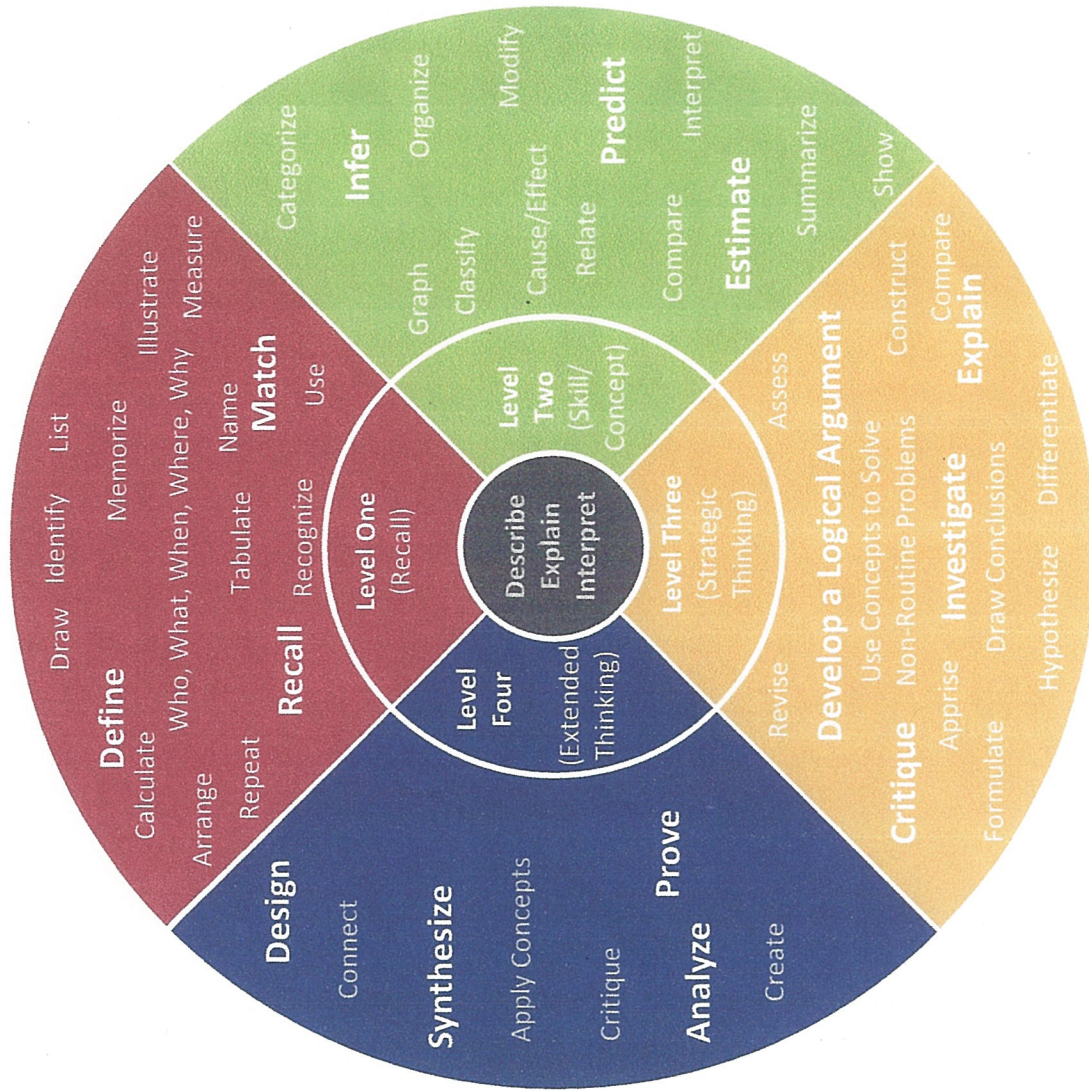 Draw
Identify
List
Define
Memorize
Calculate
Illustrate
Who, What, When, Where, Why
Measure
Arrange
Tabulate
Name
Repeat
Match
Recall
Recognize
Use
Level One
(Recall)
Categorize
Infer
Organize
Graph
Classify
Modify
Cause/Effect
Relate
Predict
Interpret
Compare
Estimate
Summarize
Show
Level
Two
(Skill/
Concept)
Level Three
(Strategic
Thinking)
Revise
Assess
Develop a Logical Argument
Use Concepts to Solve
Non-Routine Problems
Critique
Construct
Apprise
Investigate
Compare
Explain
Draw Conclusions
Formulate
Hypothesize
Differentiate
Level
Four
(Extended
Thinking)
Design
Connect
Synthesize
Apply Concepts
Critique
Prove
Analyze
Create
Describe
Explain
Interpret